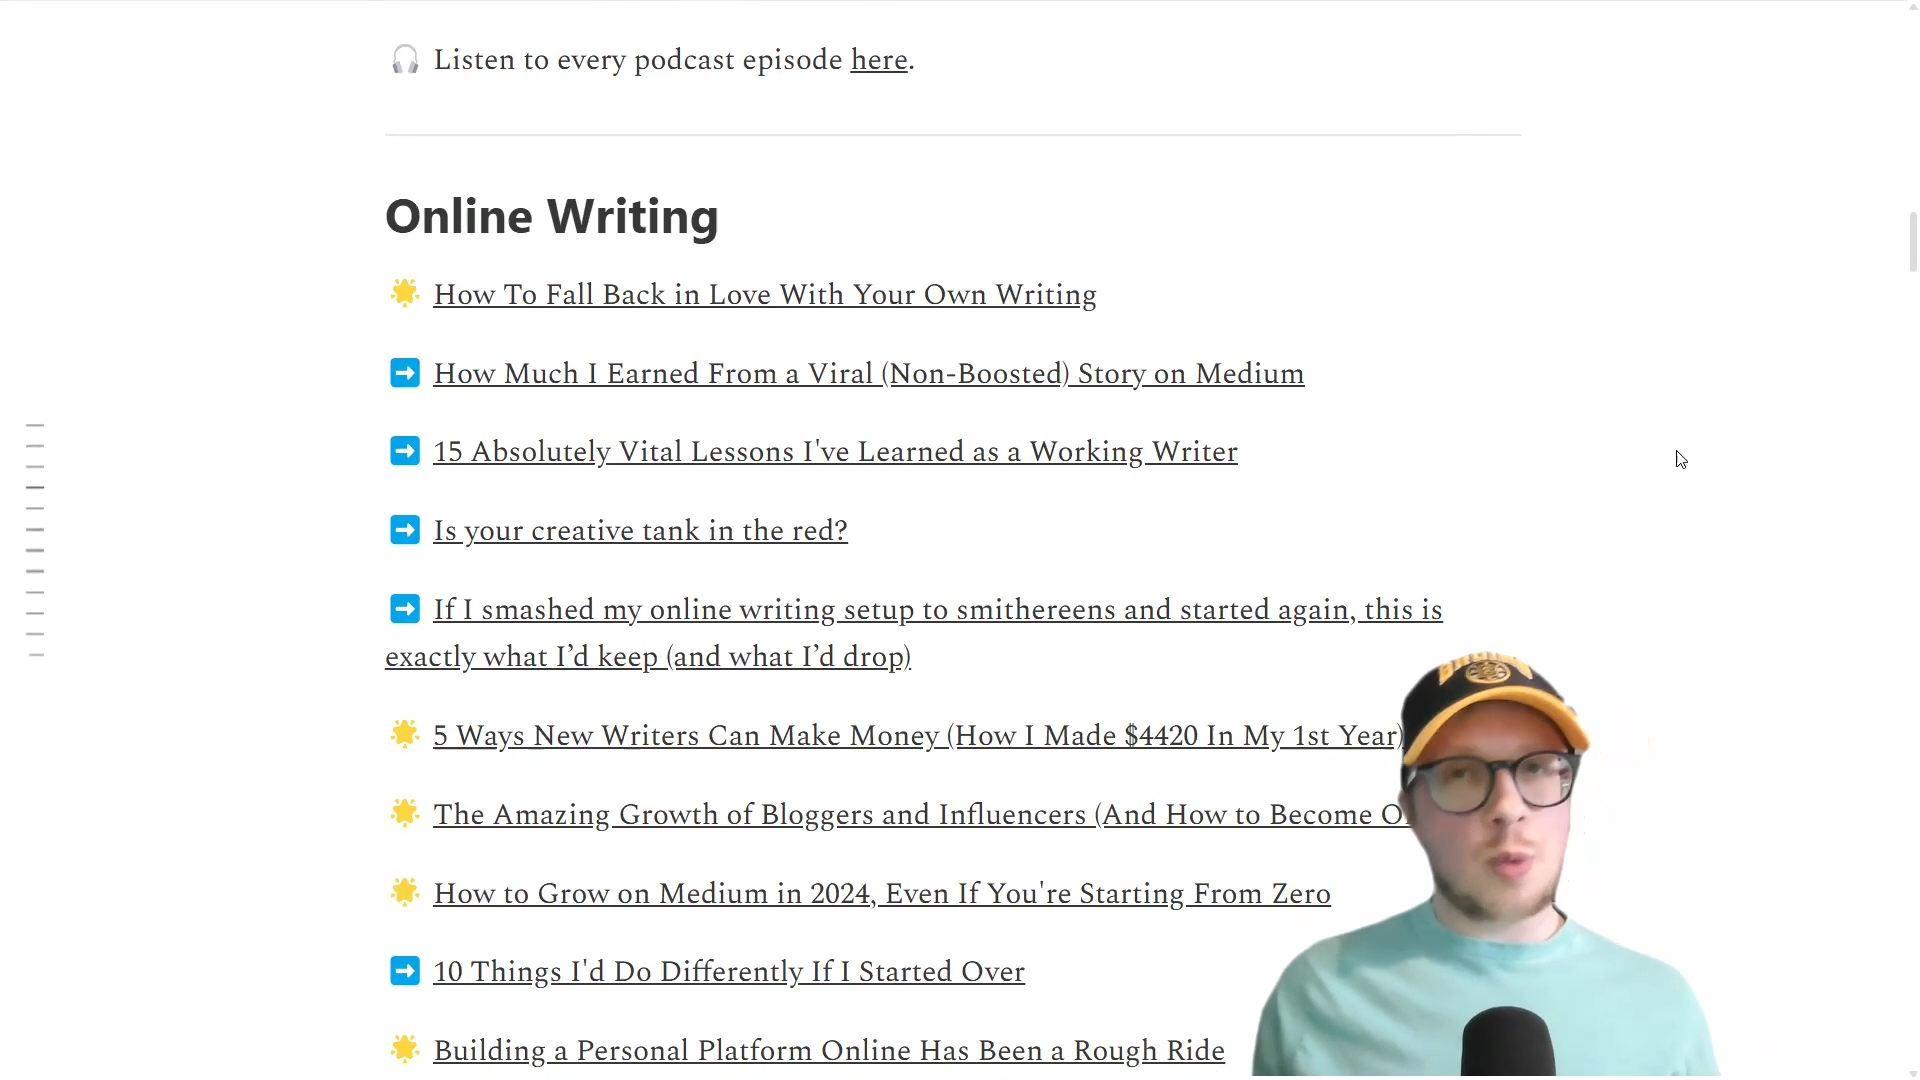 Listen to every podcast episode here.
Online Writing
How To Fall Back in Love With Your Own Writing
How Much I Earned From a Viral (Non-Boosted) Story on Medium
15 Absolutely Vital Lessons I've Learned as a Working Writer
Is your creative tank in the red?
If I smashed my online writing setup to smithereens and started again, this is
exactly what I’d keep (and what I’d drop)
5 Ways New Writers Can Make Money (How I Made $4420 In My 1st Year)
The Amazing Growth of Bloggers and Influencers (And How to Become
How to Grow on Medium in 2024, Even If You're Starting From Zero
10 Things I'd Do Differently If I Started Over
Building a Personal Platform Online Has Been a Rough Ride